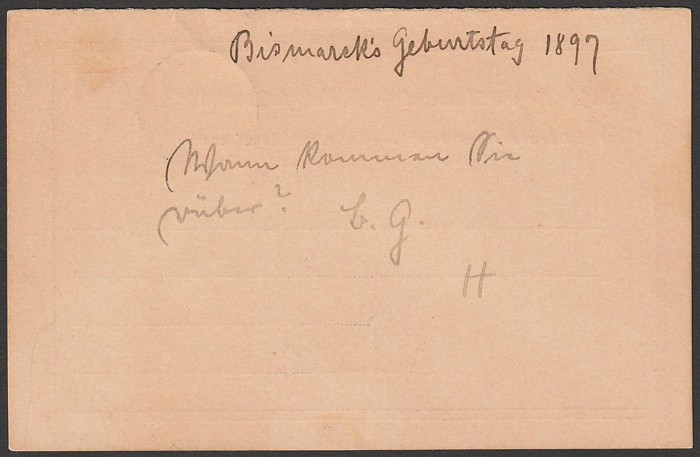 Bismarck's Geburtstag 1897
Wann kommen Sie
rüber? b. G.
H